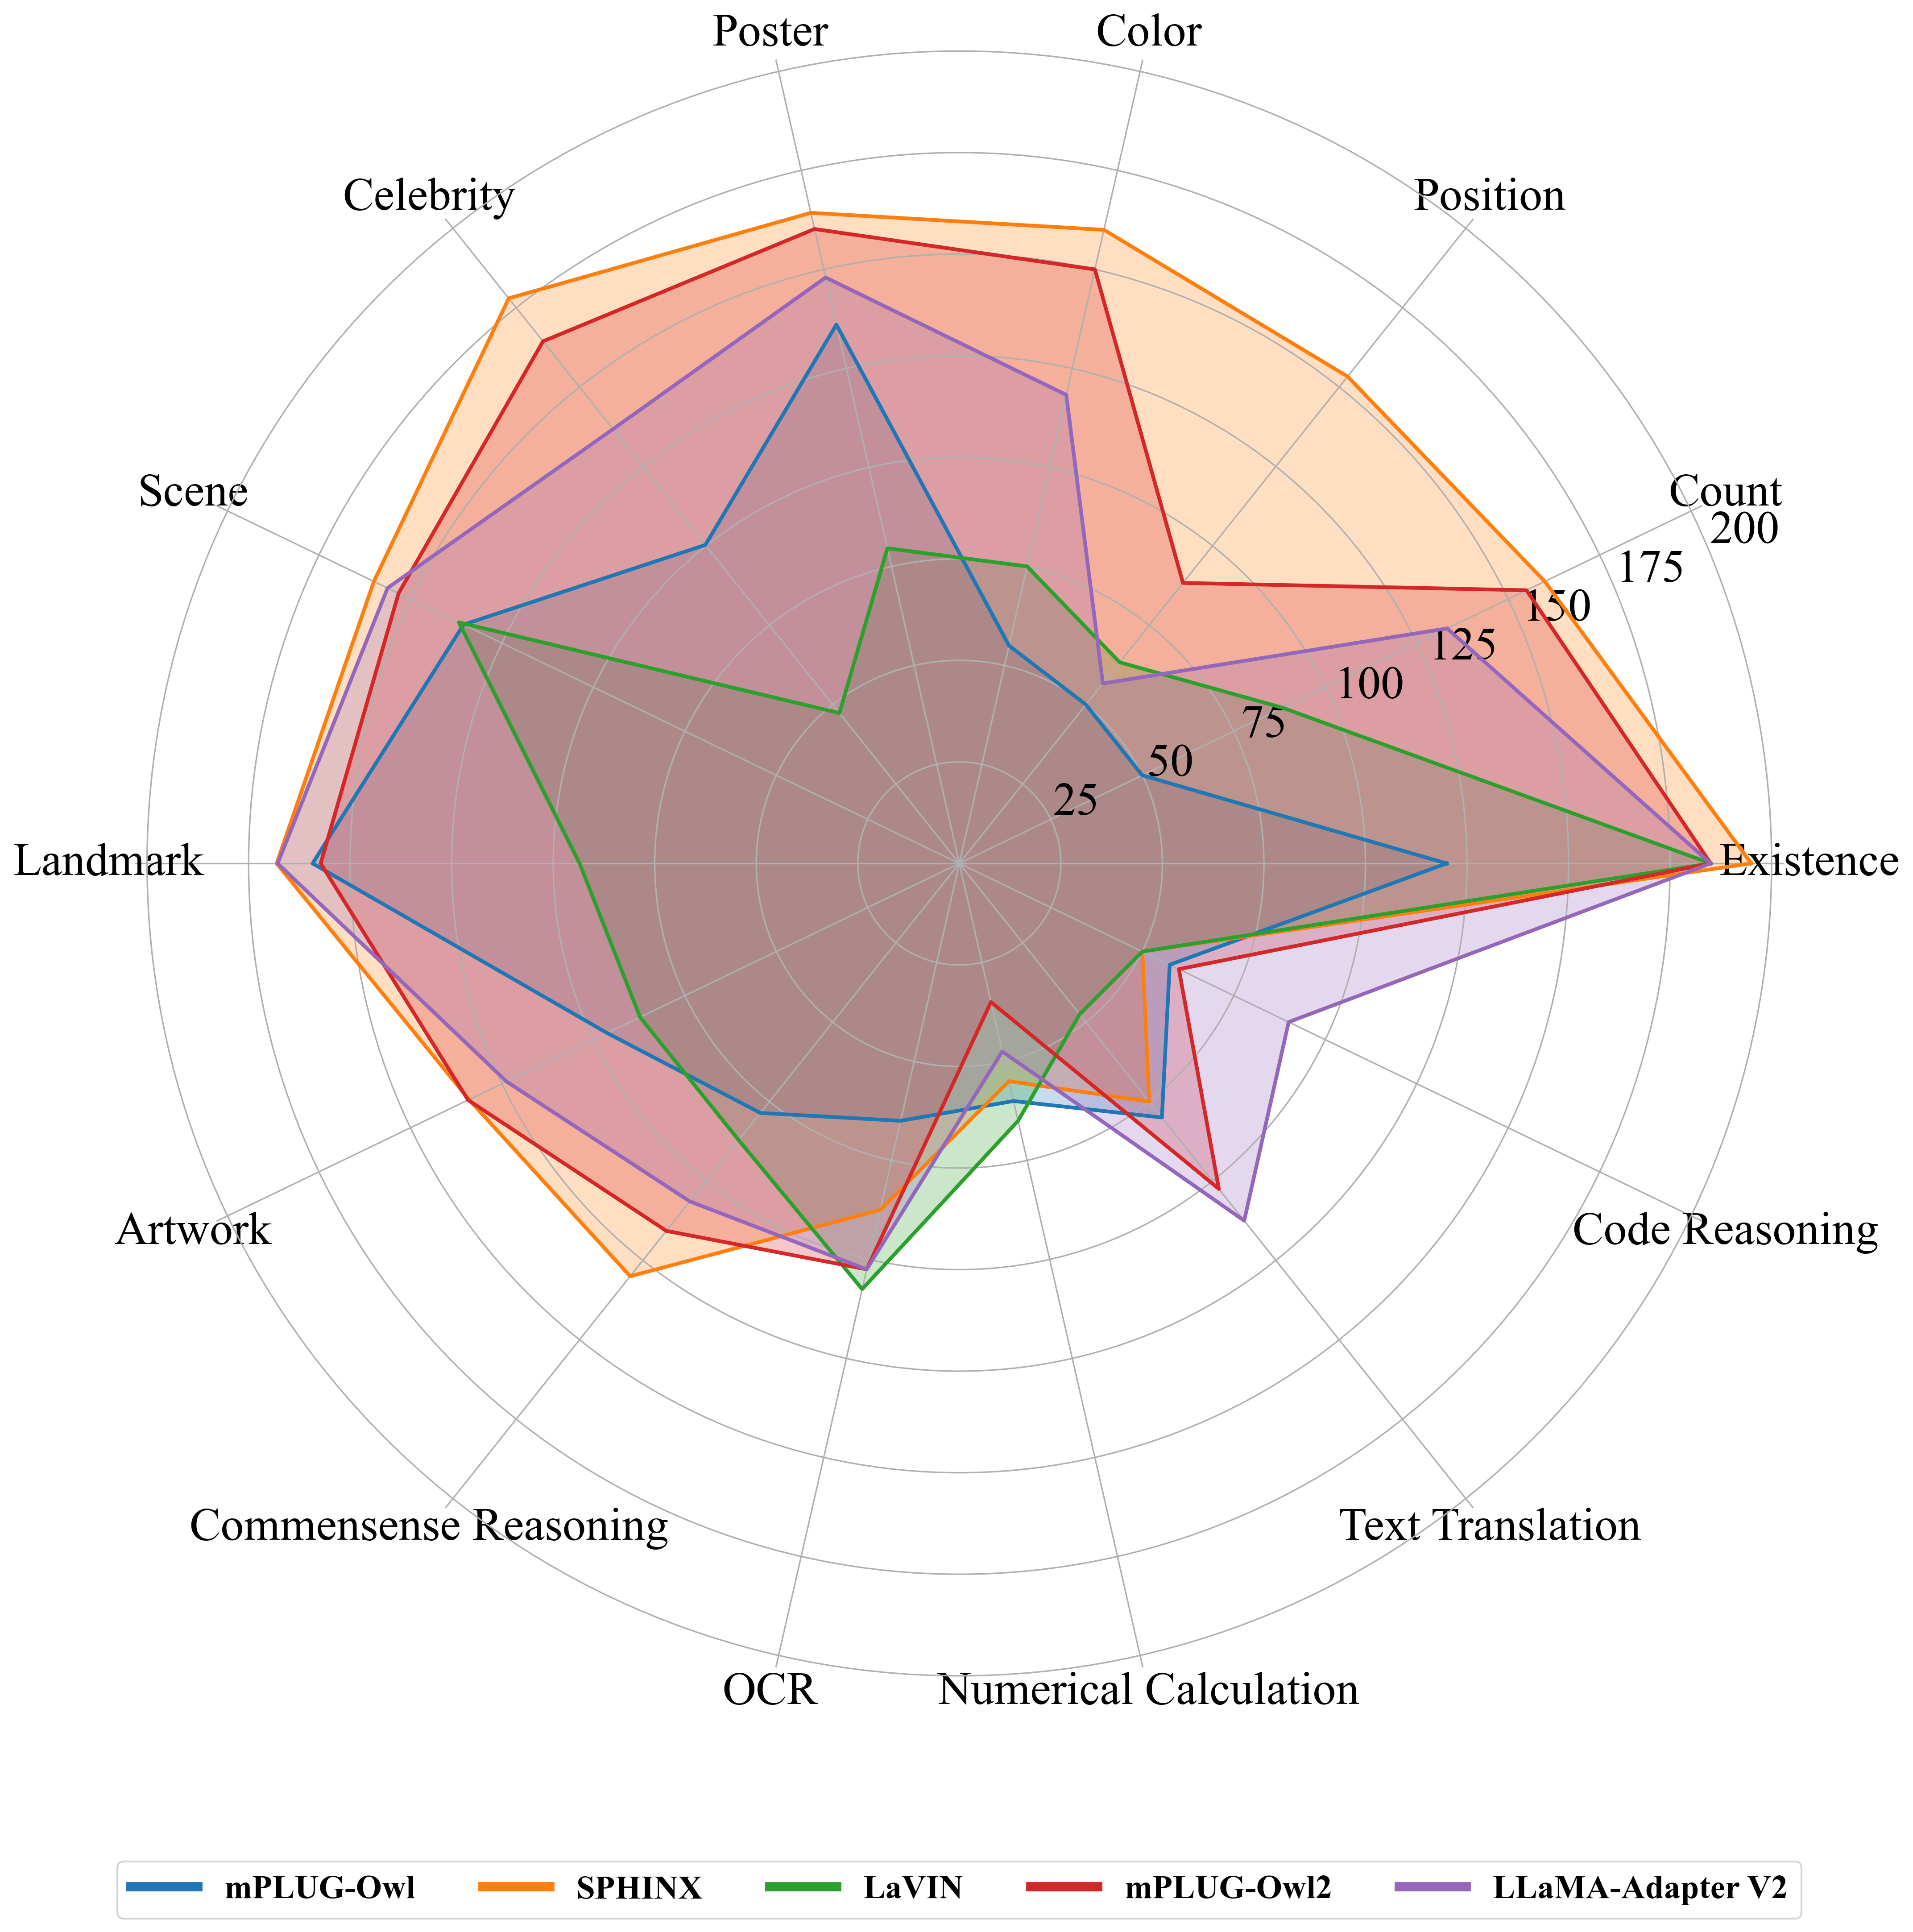 Poster
Color
Celebrity
Position
Scene
Count
200
175
150
125
100
75
50
25
Landmark
Existence
Artwork
Code Reasoning
Commensense Reasoning
Text Translation
OCR
Numerical Calculation
mPLUG-Owl SPHINX LaVIN mPLUG-Owl2 LLaMA-Adapter V2